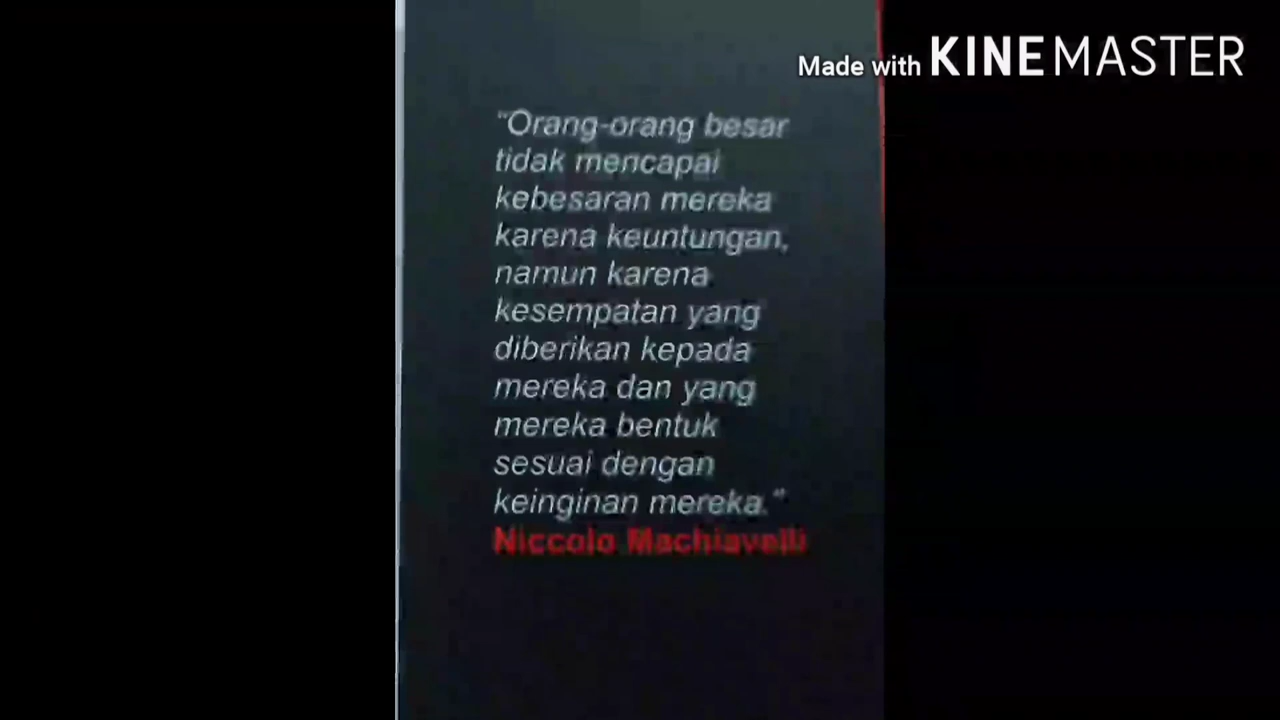 Made with KINEMASTER
"Orang-orang besar
tidak mencapai
kebesaran mereka
karena keuntungan,
namun karena
kesempatan yang
diberikan kepada
mereka dan yang
mereka bentuk
sesuai dengan
keinginan mereka."
Niccolo Machiavelli